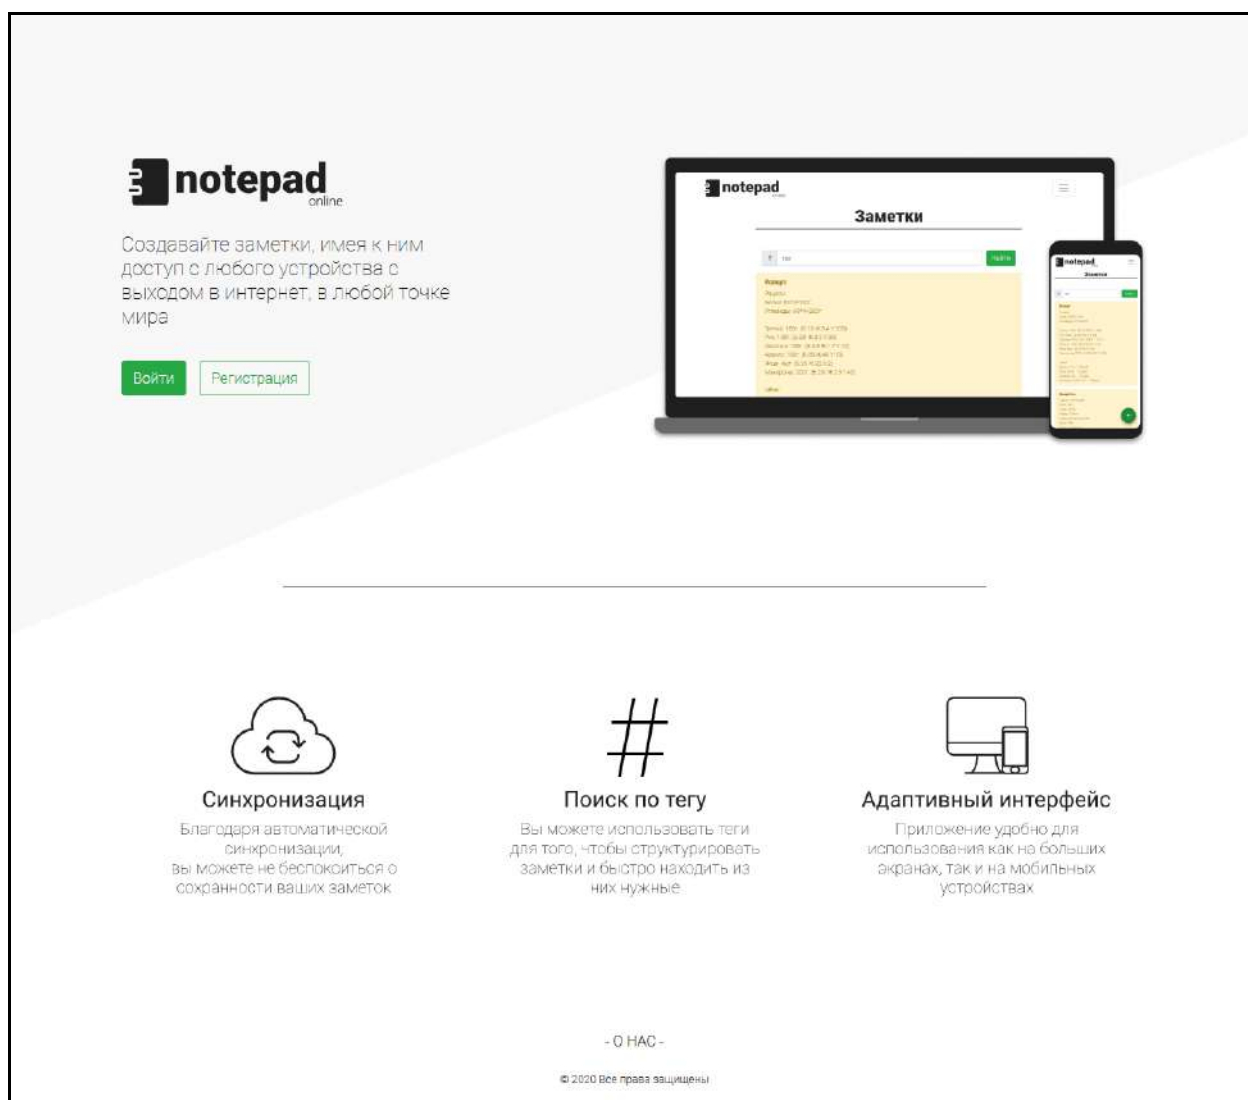 notepad
online
Создавайте заметки, имея к ним
доступ с любого устройства с
выходом в интернет, в любой точке
мира
Войти
Регистрация
notepad
Заметки
Найти
notepad
Заметки
Синхронизация
Благодаря автоматической
синхронизации,
вы можете не беспокоиться о
сохранности ваших заметок
#
Поиск по тегу
Вы можете использовать теги
для того, чтобы структурировать
заметки и быстро находить из
них нужные
Адаптивный интерфейс
Приложение удобно для
использования как на больших
экранах, так и на мобильных
устройствах
- О НАС -
© 2020 Все права защищены